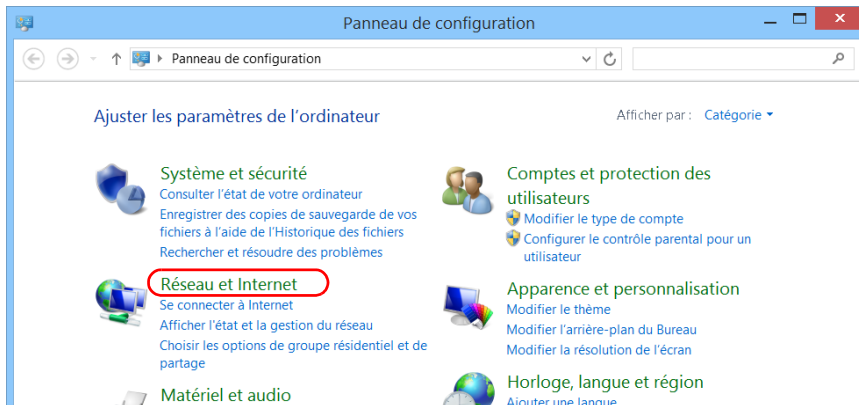 Panneau de configuration
Panneau de configuration
Ajuster les paramètres de l'ordinateur
Afficher par : Catégorie
Système et sécurité
Consulter l'état de votre ordinateur
Enregistrer des copies de sauvegarde de vos
fichiers à l'aide de l'Historique des fichiers
Rechercher et résoudre des problèmes
Réseau et Internet
Se connecter à Internet
Afficher l'état et la gestion du réseau
Choisir les options de groupe résidentiel et de
partage
Matériel et audio
Comptes et protection des
utilisateurs
Modifier le type de compte
Configurer le contrôle parental pour un
utilisateur
Apparence et personnalisation
Modifier le thème
Modifier l'arrière-plan du Bureau
Modifier la résolution de l'écran
Horloge, langue et région
Ajouter une langue